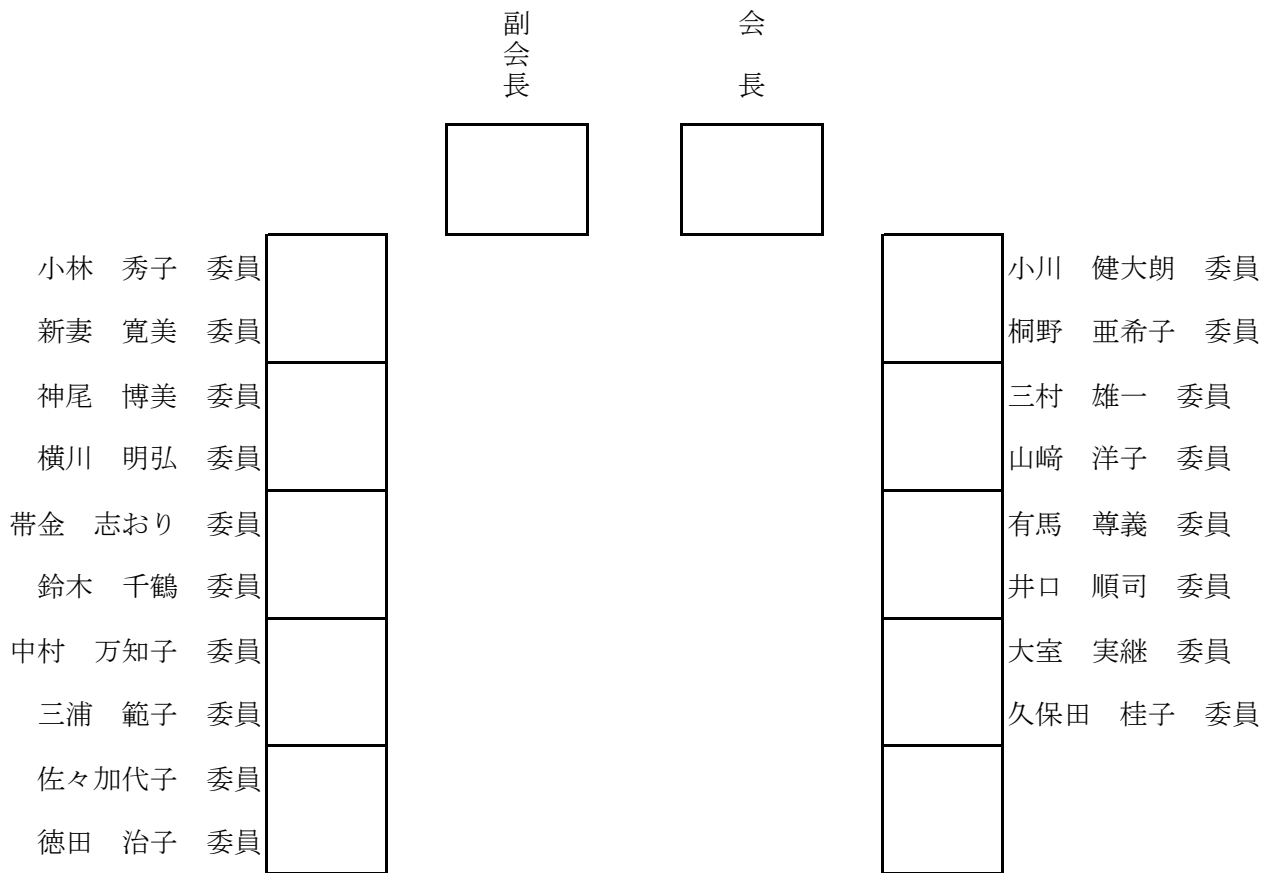 副会長
会　長
小林　秀子　委員
新妻　寛美　委員
神尾　博美　委員
横川　明弘　委員
帯金　志おり　委員
鈴木　千鶴　委員
中村　万知子　委員
三浦　範子　委員
佐々加代子　委員
徳田　治子　委員
小川　健大朗　委員
桐野　亜希子　委員
三村　雄一　委員
山﨑　洋子　委員
有馬　尊義　委員
井口　順司　委員
大室　実継　委員
久保田　桂子　委員